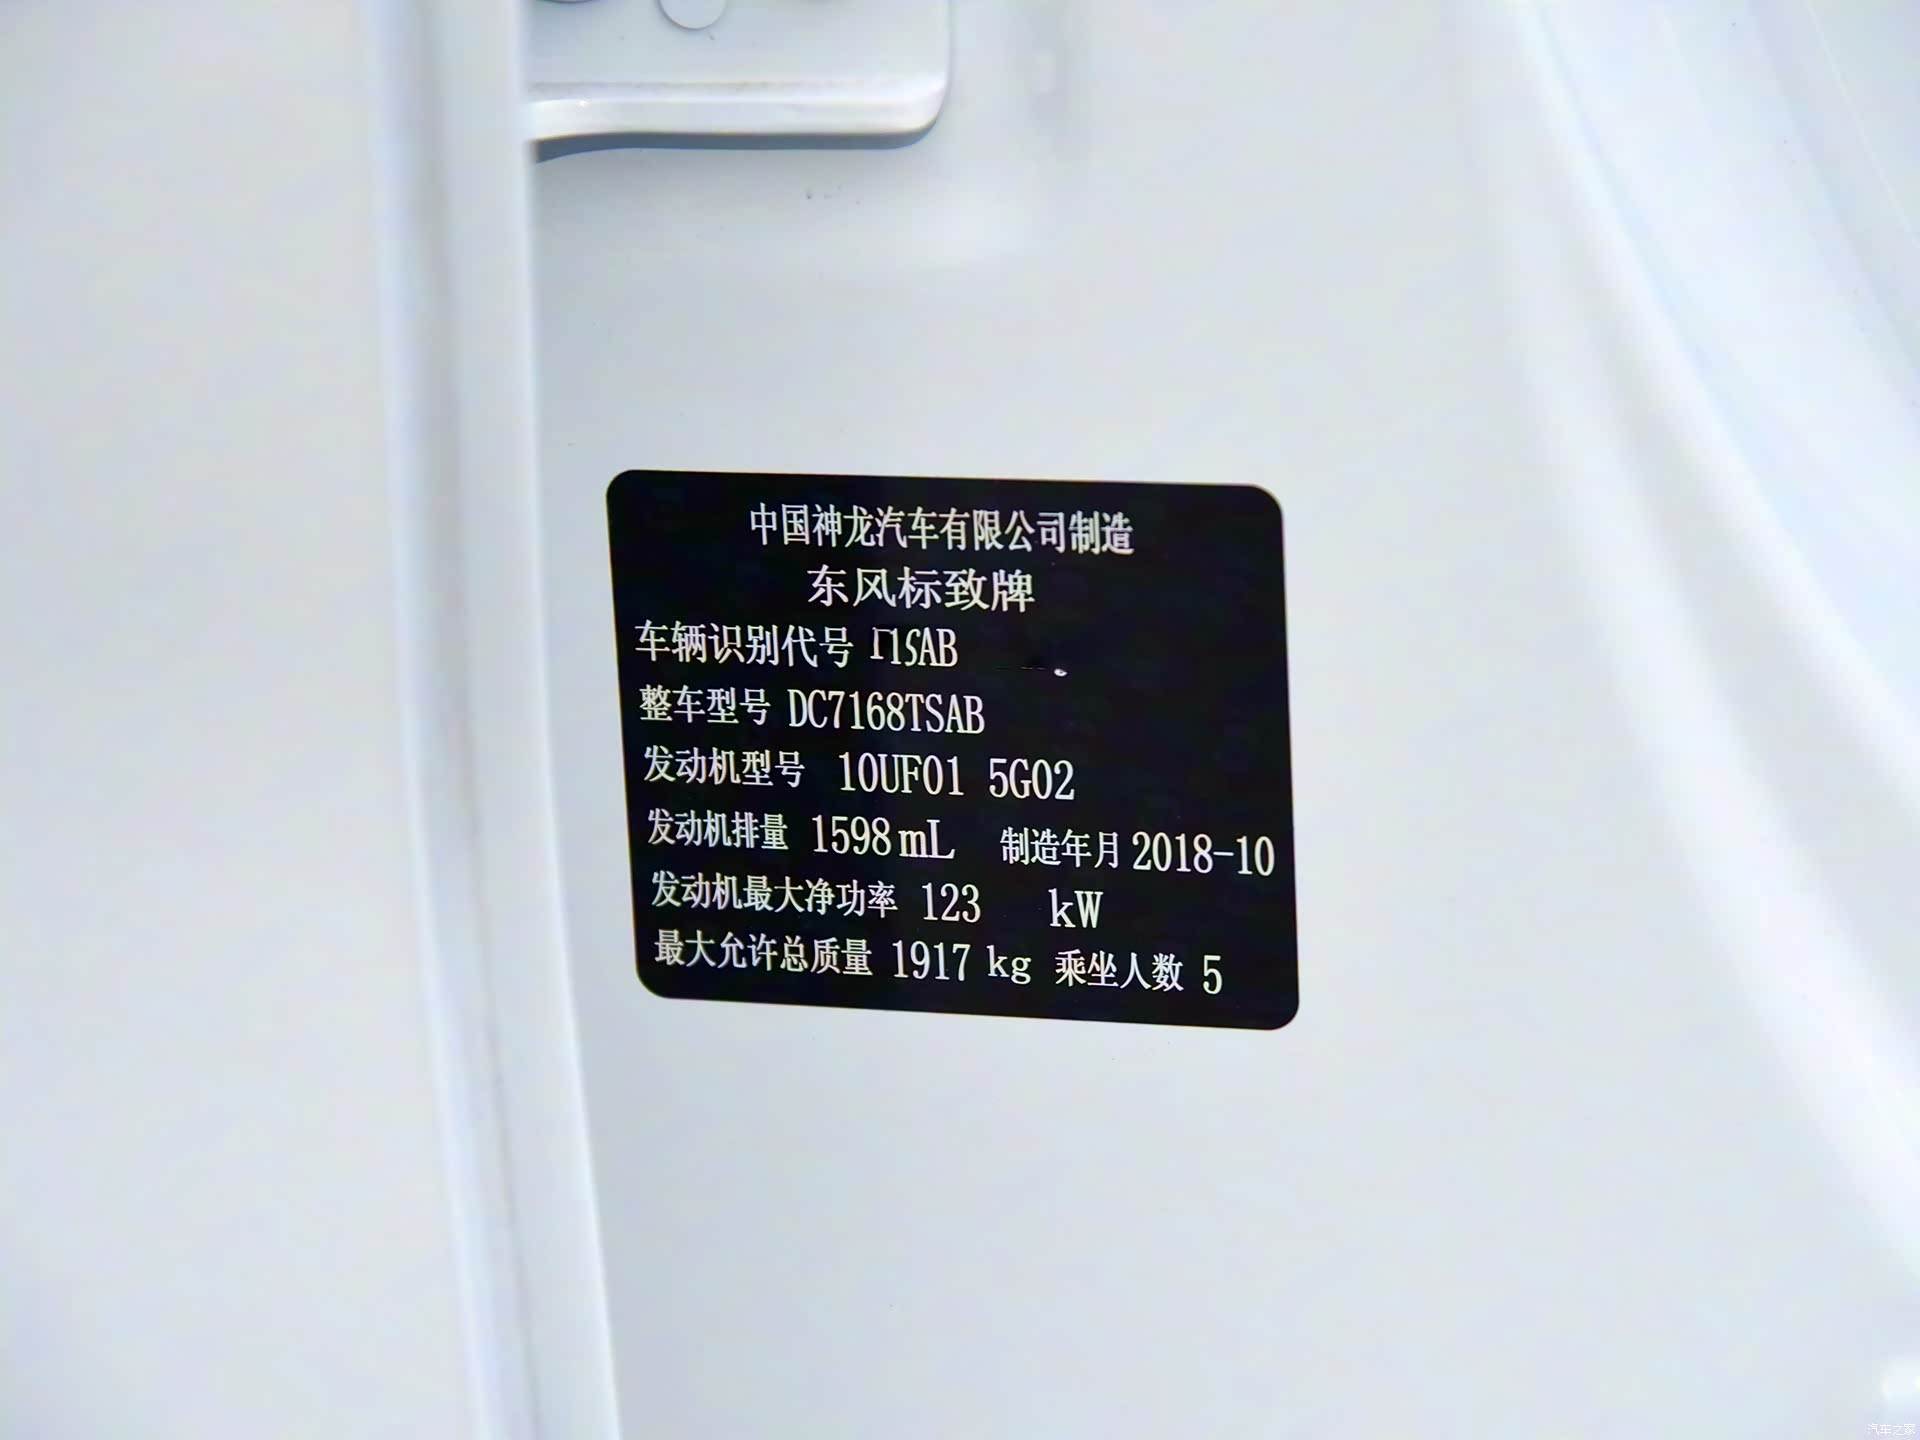 中国神龙汽车有限公司制造
东风标致牌
车辆识别代号
整车型号 DC7168TSAB
发动机型号 10UF01 5G02
发动机排量 1598 mL 制造年月 2018-10
发动机最大净功率 123 kW
最大允许总质量 1917 kg 乘坐人数 5
汽车之家